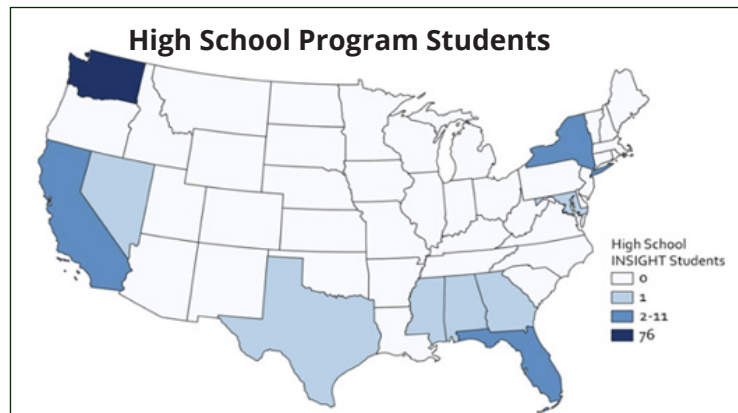 High School Program Students
High School
INSIGHT Students
0
1
2-11
76